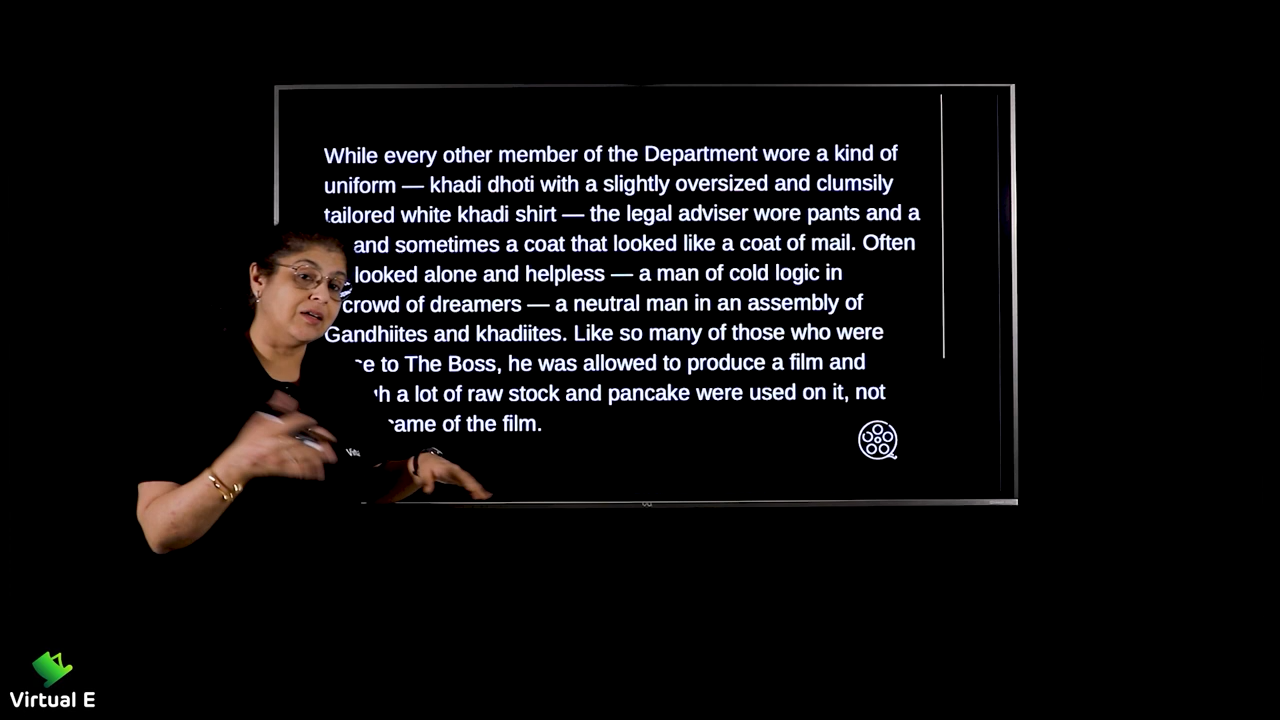 While every other member of the Department wore a kind of
uniform — khadi dhoti with a slightly oversized and clumsily
tailored white khadi shirt — the legal adviser wore pants and a
and sometimes a coat that looked like a coat of mail. Often
looked alone and helpless — a man of cold logic in
crowd of dreamers — a neutral man in an assembly of
Gandhiites and khadiites. Like so many of those who were
to The Boss, he was allowed to produce a film and
a lot of raw stock and pancake were used on it, not
of the film.
Virtual E